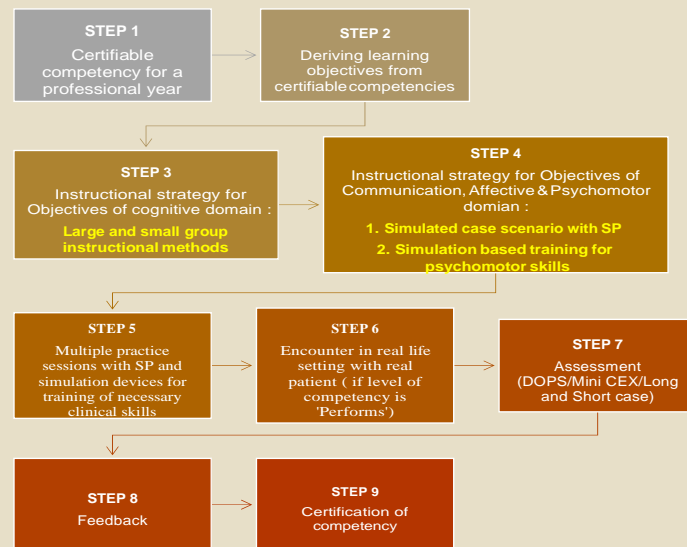 STEP 1
Certifiable
competency for a
professional year
STEP 2
Deriving learning
objectives from
certifiable competencies
STEP 3
Instructional strategy for
Objectives of cognitive domain :
Large and small group
instructional methods
STEP 4
Instructional strategy for Objectives of
Communication, Affective & Psychomotor
domian :
1. Simulated case scenario with SP
2. Simulation based training for
psychomotor skills
STEP 5
Multiple practice
sessions with SP and
simulation devices for
training of necessary
clinical skills
STEP 6
Encounter in real life
setting with real
patient ( if level of
competency is
'Performs')
STEP 7
Assessment
(DOPS/Mini CEX/Long
and Short case)
STEP 8
Feedback
STEP 9
Certification of
competency